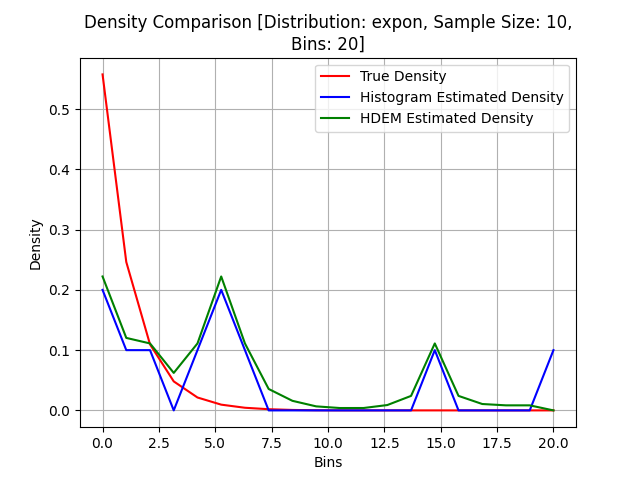 Density Comparison [Distribution: expon, Sample Size: 10,
Bins: 20]
True Density
Histogram Estimated Density
HDEM Estimated Density
Density
0.5
0.4
0.3
0.2
0.1
0.0
0.0 2.5 5.0 7.5 10.0 12.5 15.0 17.5 20.0
Bins